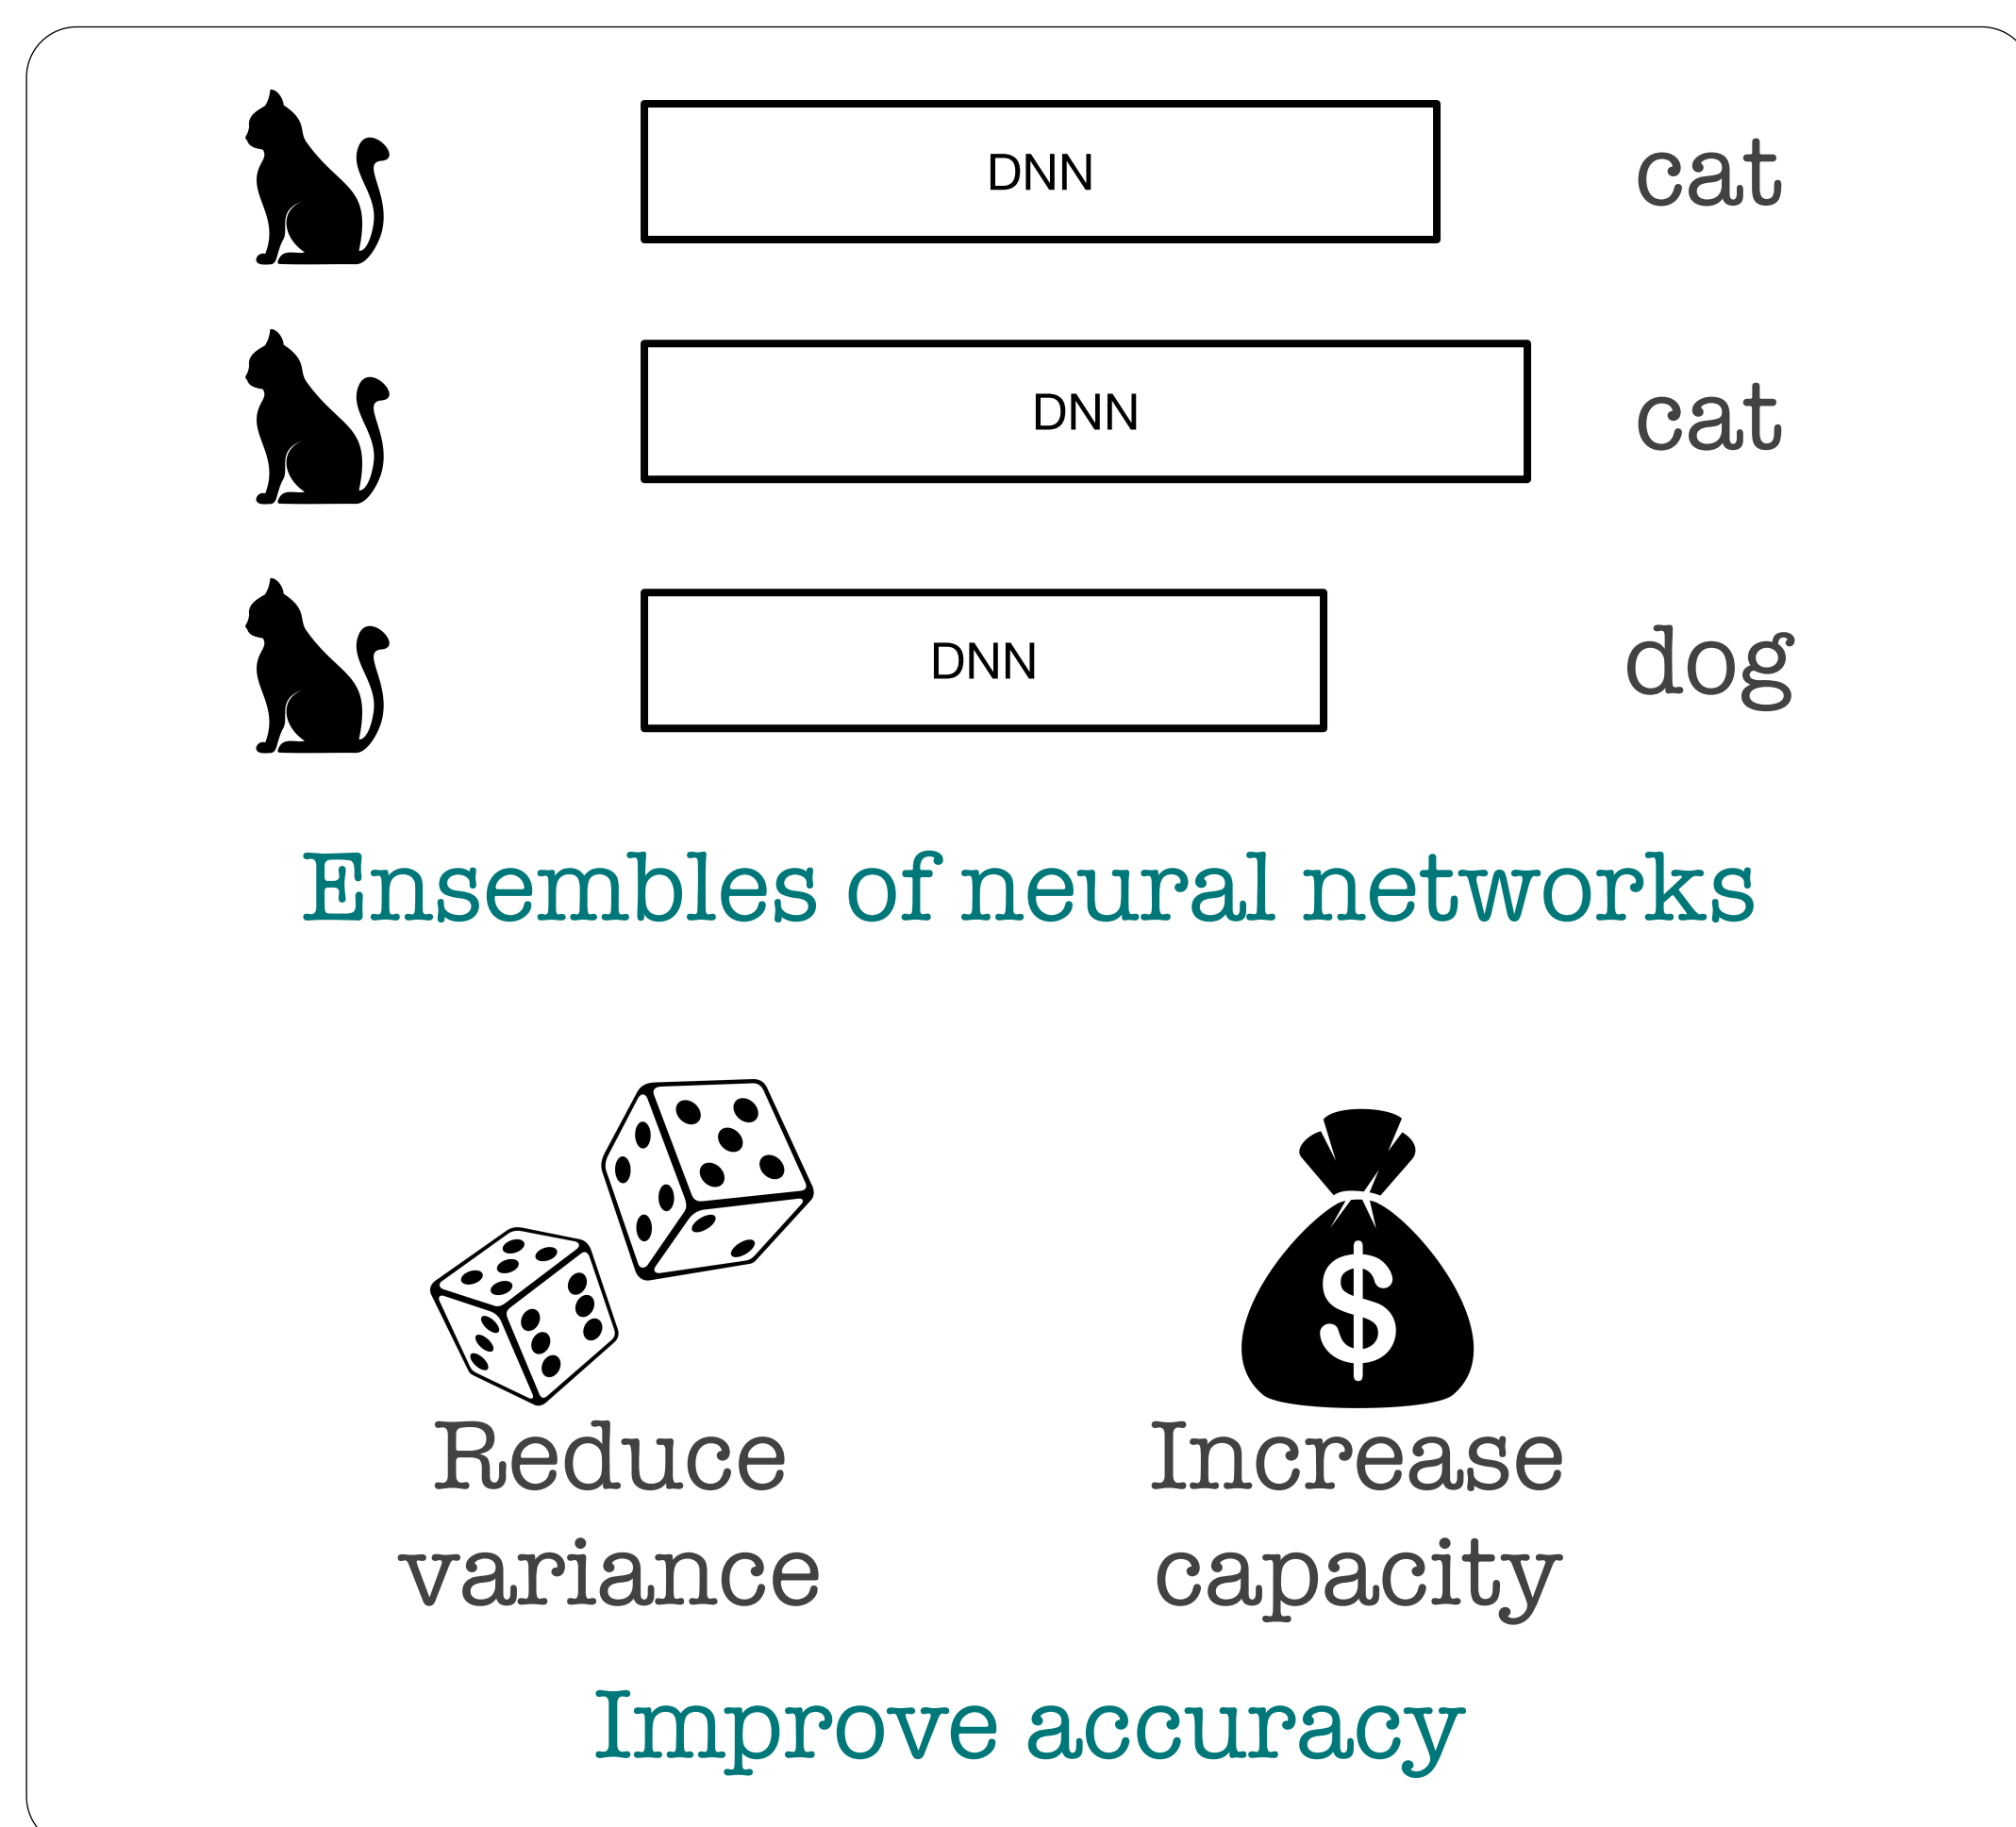 DNN cat
DNN cat
DNN dog
Ensembles of neural networks
$
Reduce
variance
Increase
capacity
Improve accuracy